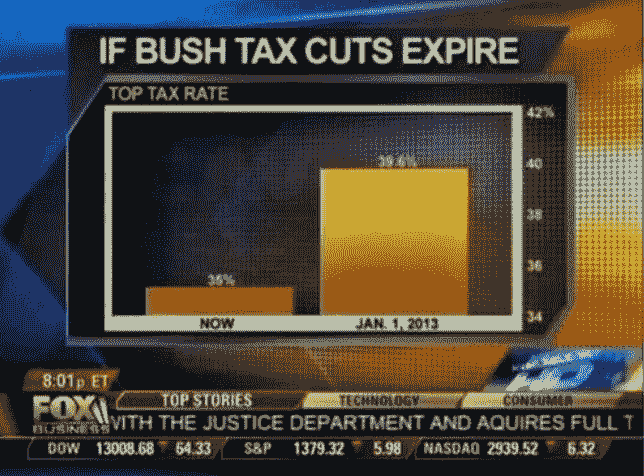 IF BUSH TAX CUTS EXPIRE
TOP TAX RATE
42%
39.6%
40
38
35%
36
34
NOW JAN. 1, 2013
8:01p ET
TOP STORIES TECHNOLOGY CONSUMER
FOX
BUSINESS
WITH THE JUSTICE DEPARTMENT AND AQUIRES FULL T
DOW 13008.68 ▼ 64.33 S&P 1379.32 ▼ 5.98 NASDAQ 2939.52 ▼ 6.32